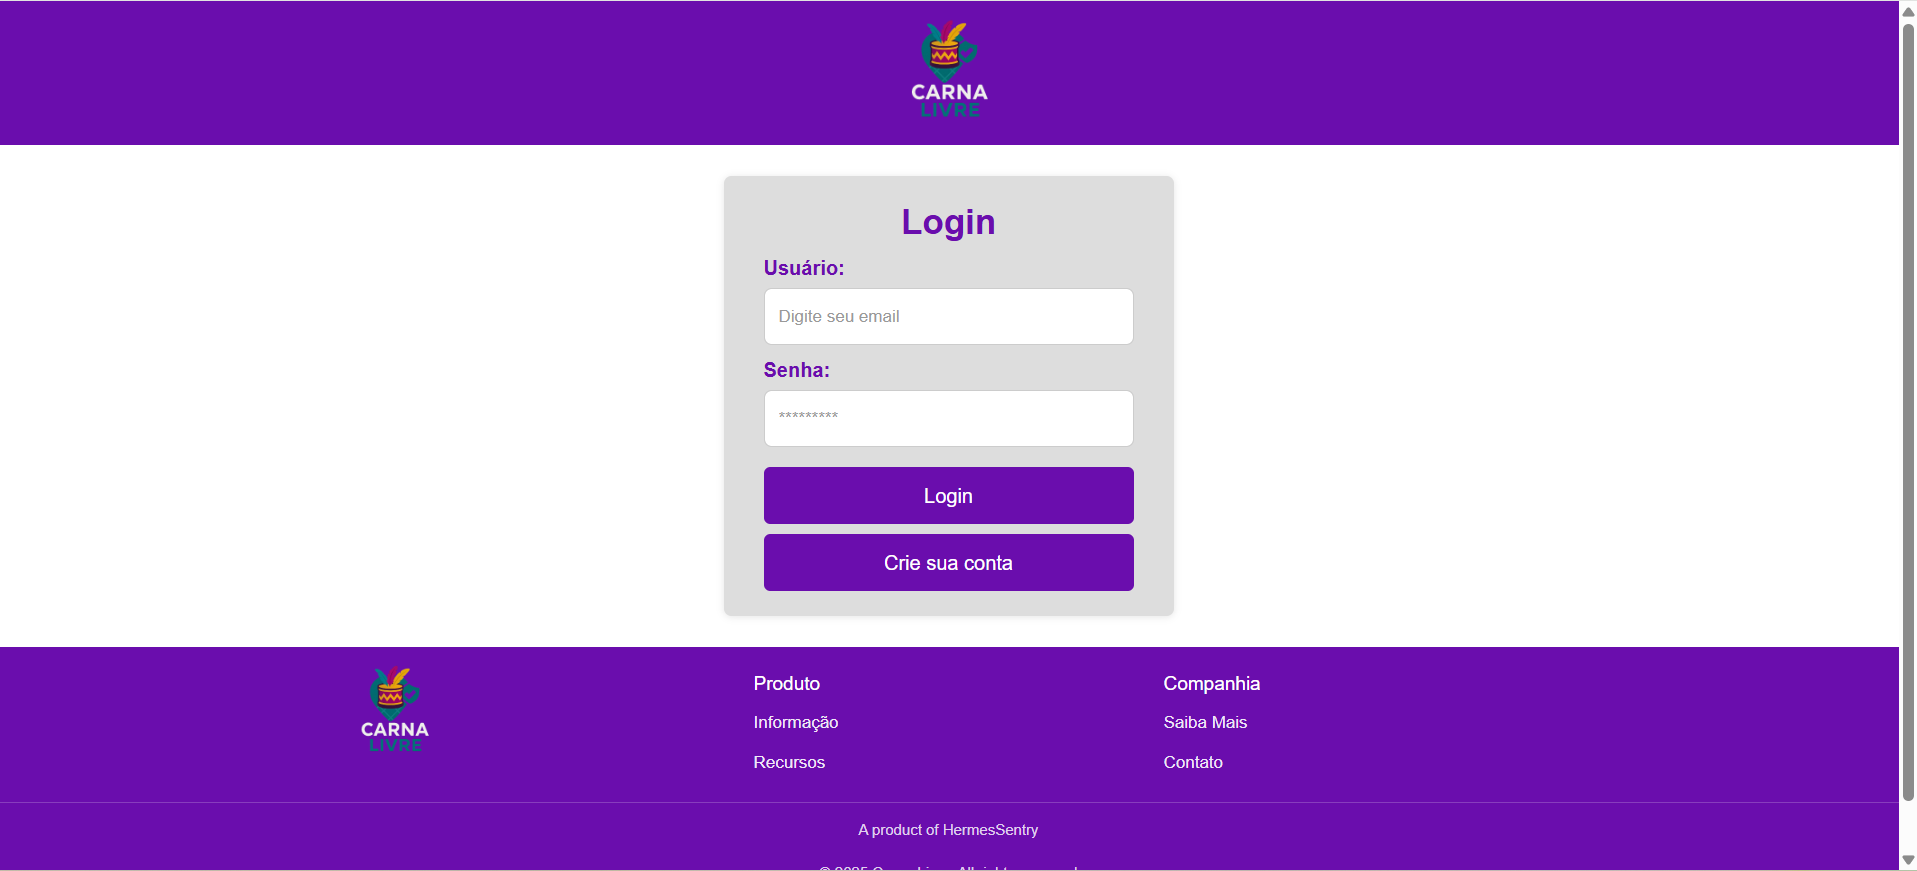 CARNA
LIVRE
Login
Usuário:
Digite seu email
Senha:
*********
Login
Crie sua conta
CARNA
LIVRE
Produto
Informação
Recursos
Companhia
Saiba Mais
Contato
A product of HermesSentry